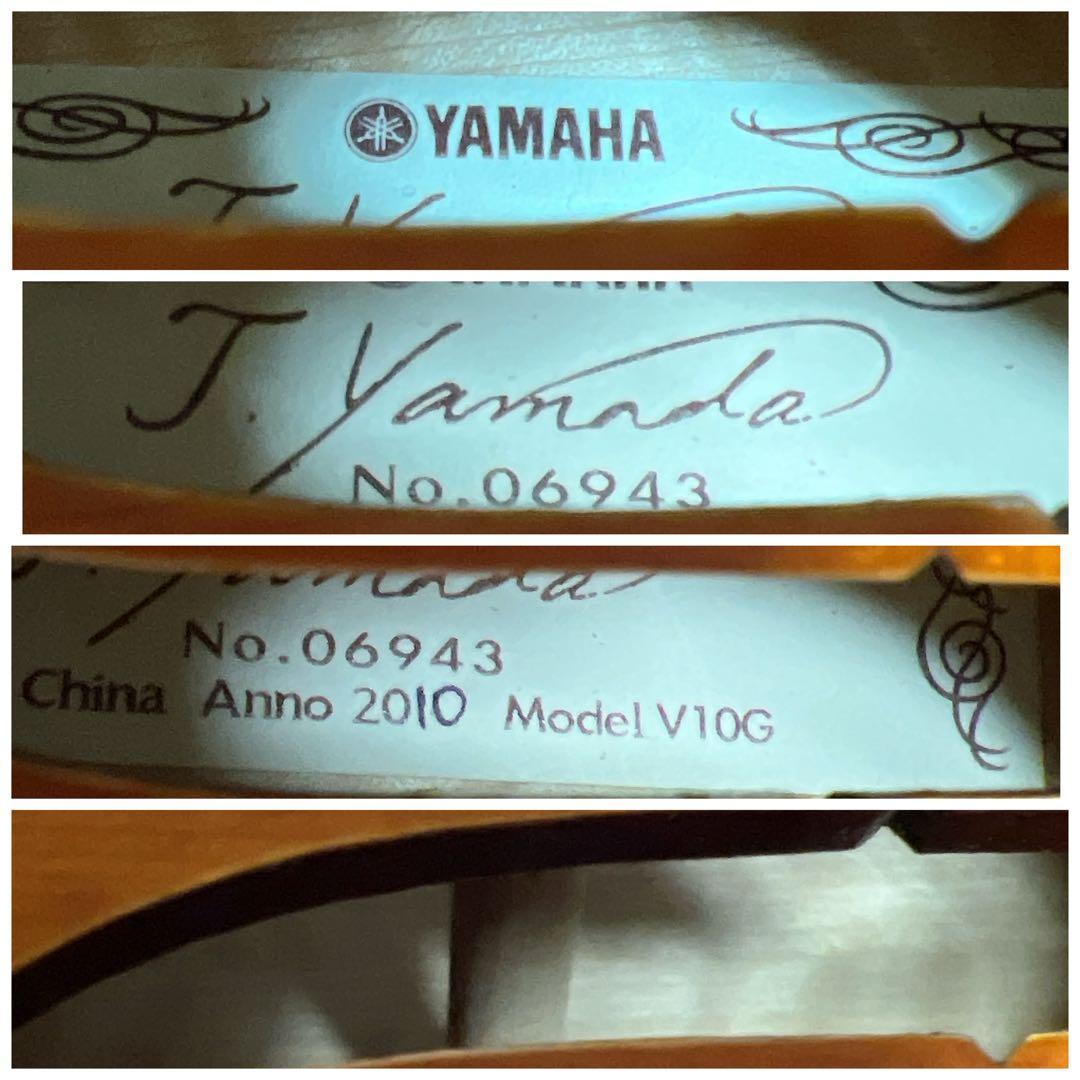 YAMAHA
J. Yamada
No.06943
No.06943
China Anno 2010 Model V10G